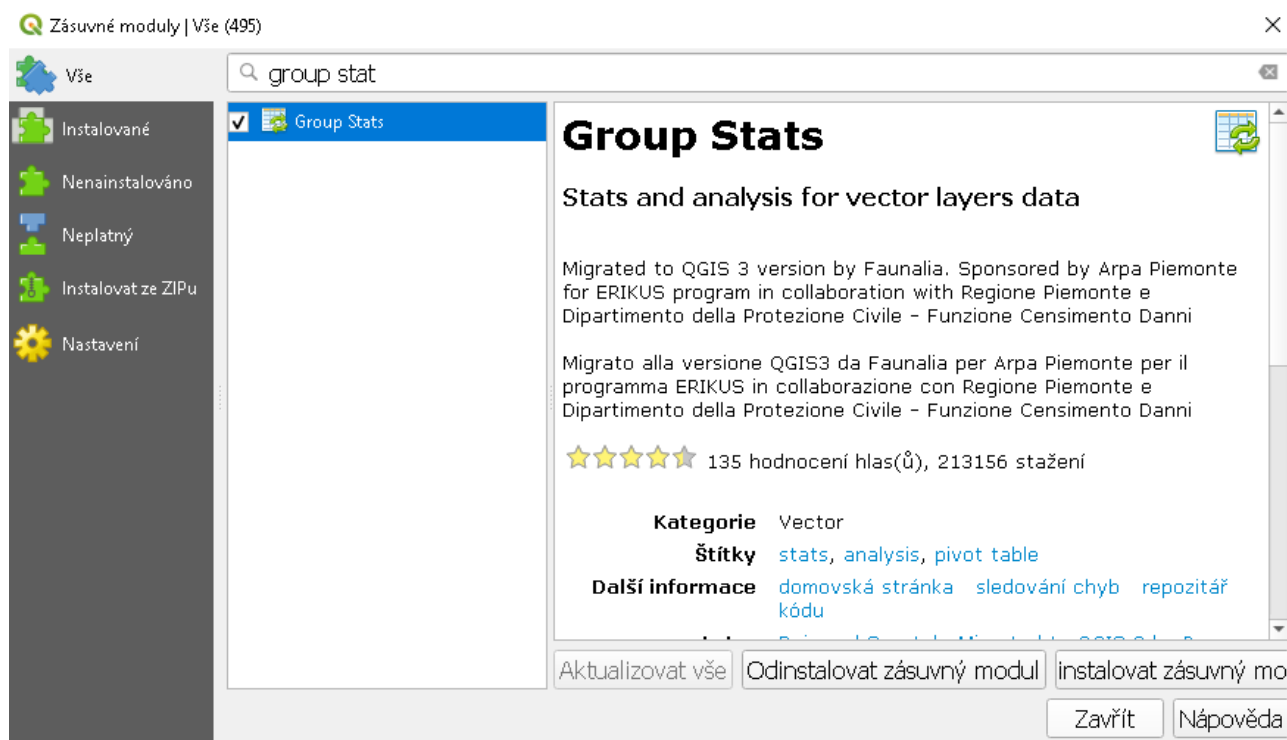 Zásuvné moduly | Vše (495)
Vše
group stat
Instalované
Nenainstalováno
Neplatný
Instalovat ze ZIPu
Nastavení
Group Stats
Group Stats
Stats and analysis for vector layers data
Migrated to QGIS 3 version by Faunalia. Sponsored by Arpa Piemonte
for ERIKUS program in collaboration with Regione Piemonte e
Dipartimento della Protezione Civile - Funzione Censimento Danni
Migrato alla versione QGIS3 da Faunalia per Arpa Piemonte per il
programma ERIKUS in collaborazione con Regione Piemonte e
Dipartimento della Protezione Civile - Funzione Censimento Danni
135 hodnocení hlas(ů), 213156 stažení
Kategorie Vector
Štítky stats, analysis, pivot table
Další informace domovská stránka sledování chyb repozitář
kódu
Aktualizovat vše Odinstalovat zásuvný modul instalovat zásuvný mo
Zavřít Nápověda